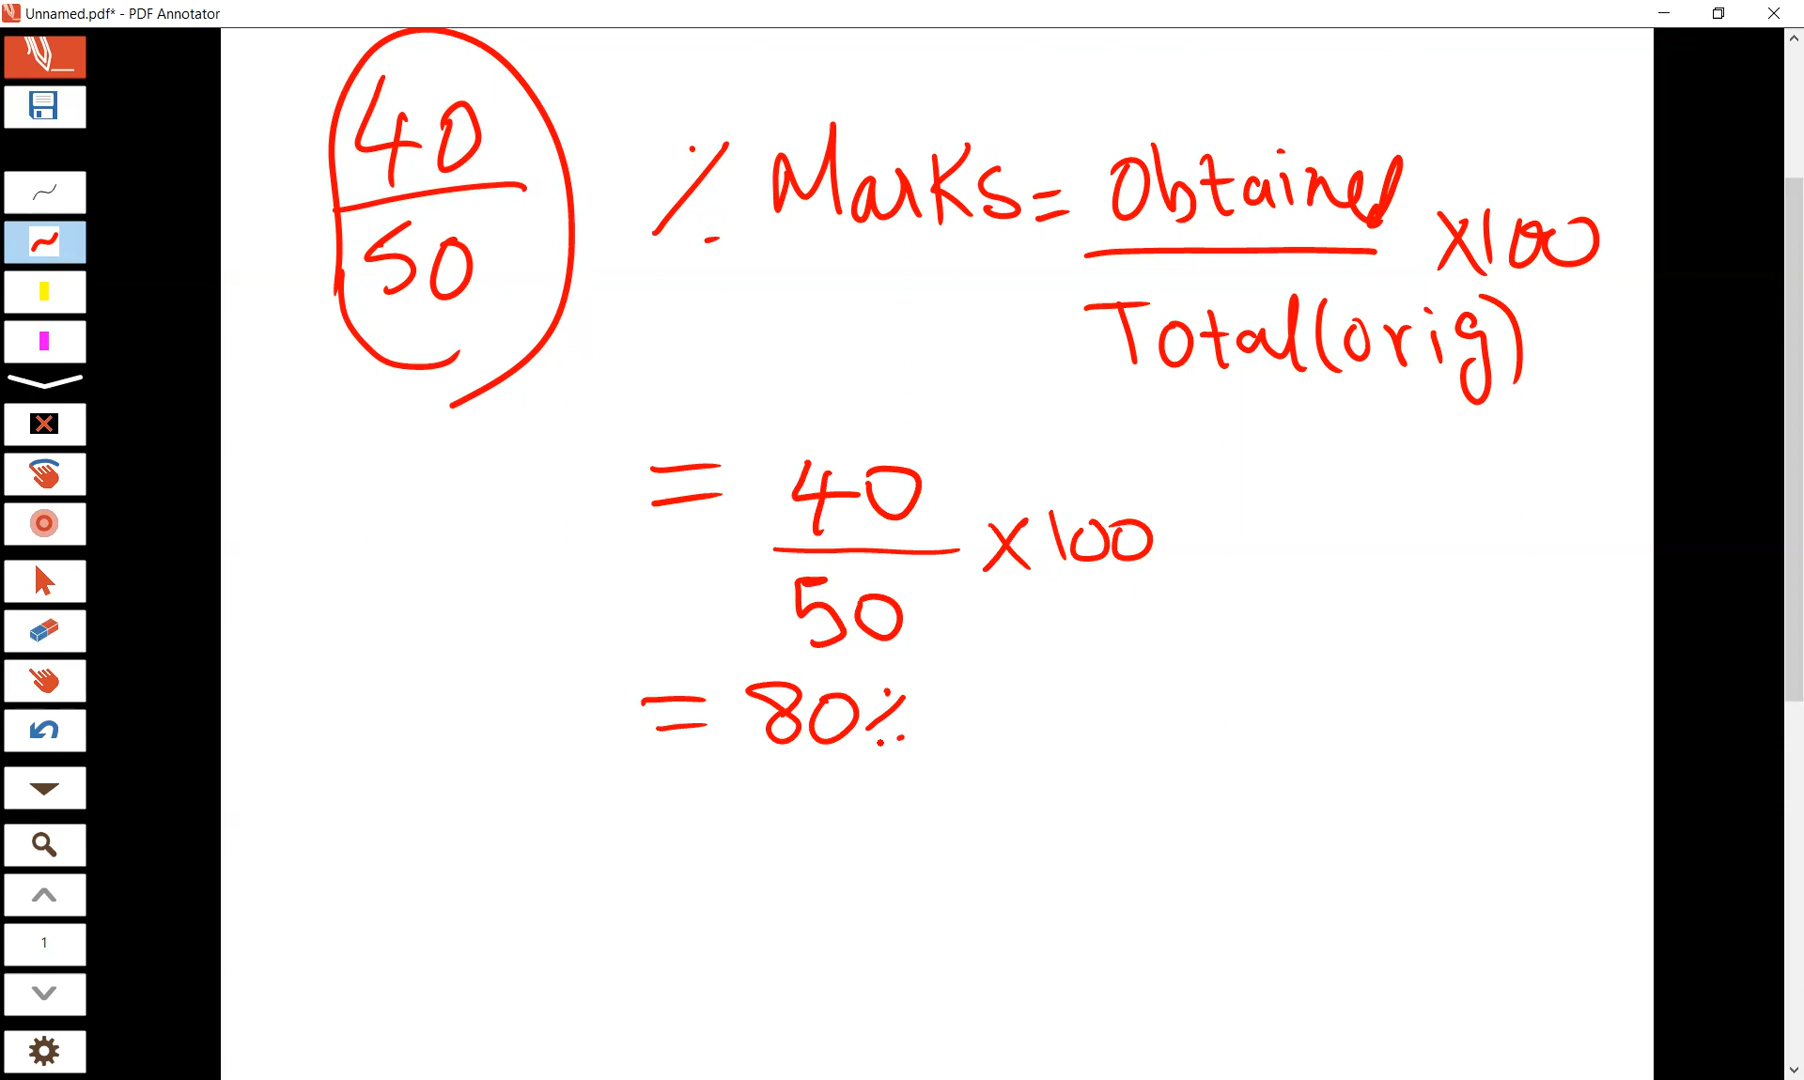 Unnamed.pdf* - PDF Annotator
40
50
% Marks = Obtained
Total (orig)
X100
= 40
50
X100
= 80%
1